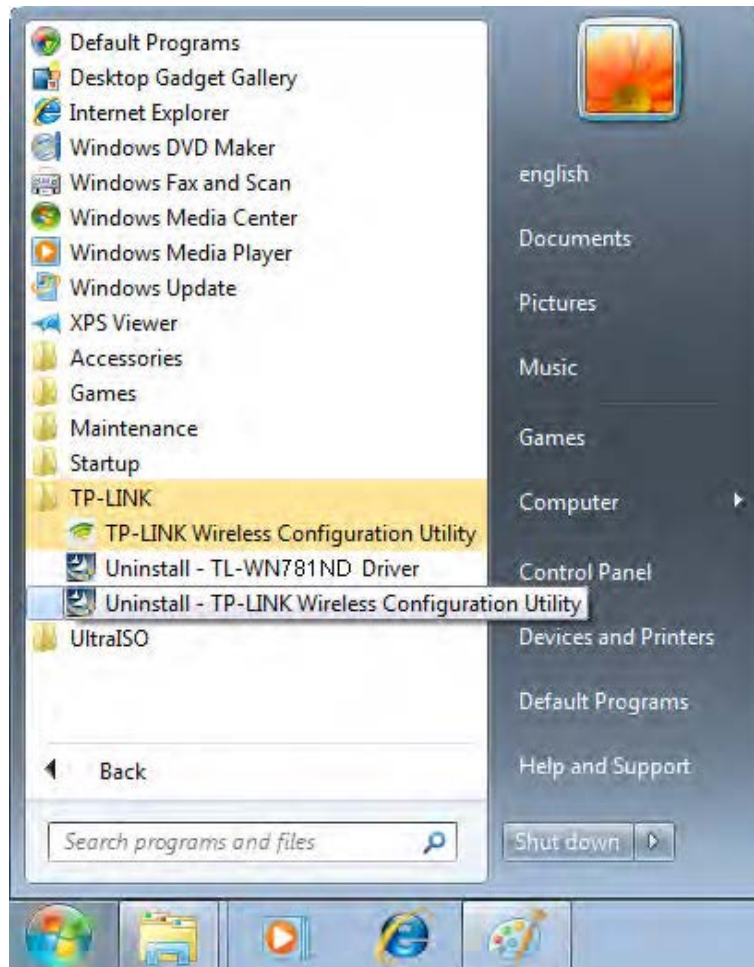 Default Programs
Desktop Gadget Gallery
Internet Explorer
Windows DVD Maker
Windows Fax and Scan
Windows Media Center
Windows Media Player
Windows Update
XPS Viewer
Accessories
Games
Maintenance
Startup
TP-LINK
TP-LINK Wireless Configuration Utility
Uninstall - TL-WN781ND Driver
Uninstall - TP-LINK Wireless Configuration Utility
UltraISO
Back
Search programs and files
english
Documents
Pictures
Music
Games
Computer
Control Panel
Devices and Printers
Default Programs
Help and Support
Shut down